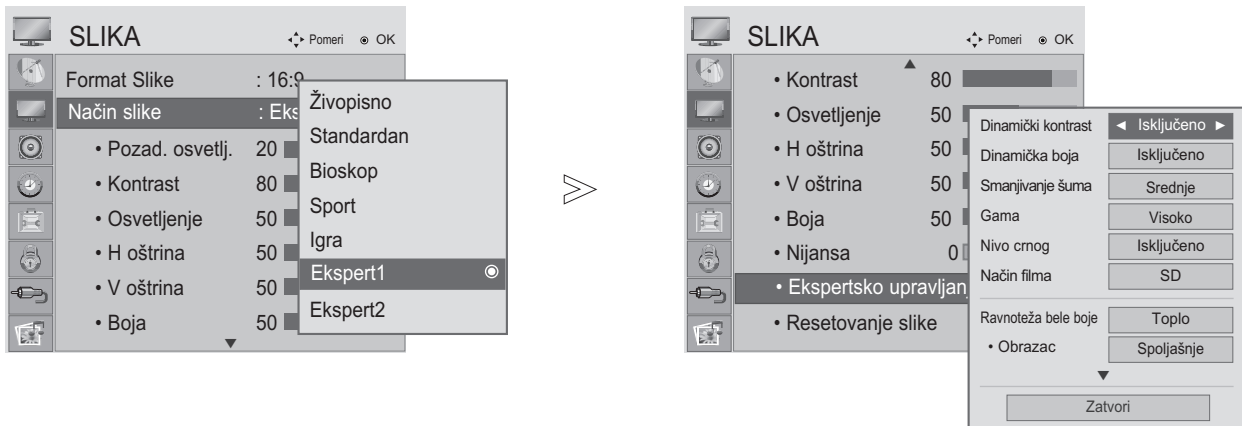 SLIKA
Pomeri OK
Format Slike : 16:9
Način slike : Eks
• Pozad. osvetlj. 20
• Kontrast 80
• Osvetljenje 50
• H oštrina 50
• V oštrina 50
• Boja 50
Živopisno
Standardan
Bioskop
Sport
Igra
Ekspert1
Ekspert2
SLIKA
Pomeri OK
• Kontrast 80
• Osvetljenje 50
• H oštrina 50
• V oštrina 50
• Boja 50
• Nijansa 0
• Ekspertsko upravljan
• Resetovanje slike
Dinamički kontrast ◄ Isključeno ►
Dinamička boja Isključeno
Smanjivanje šuma Srednje
Gama Visoko
Nivo crnog Isključeno
Način filma SD
Ravnoteža bele boje Toplo
• Obrazac Spoljašnje
Zatvori